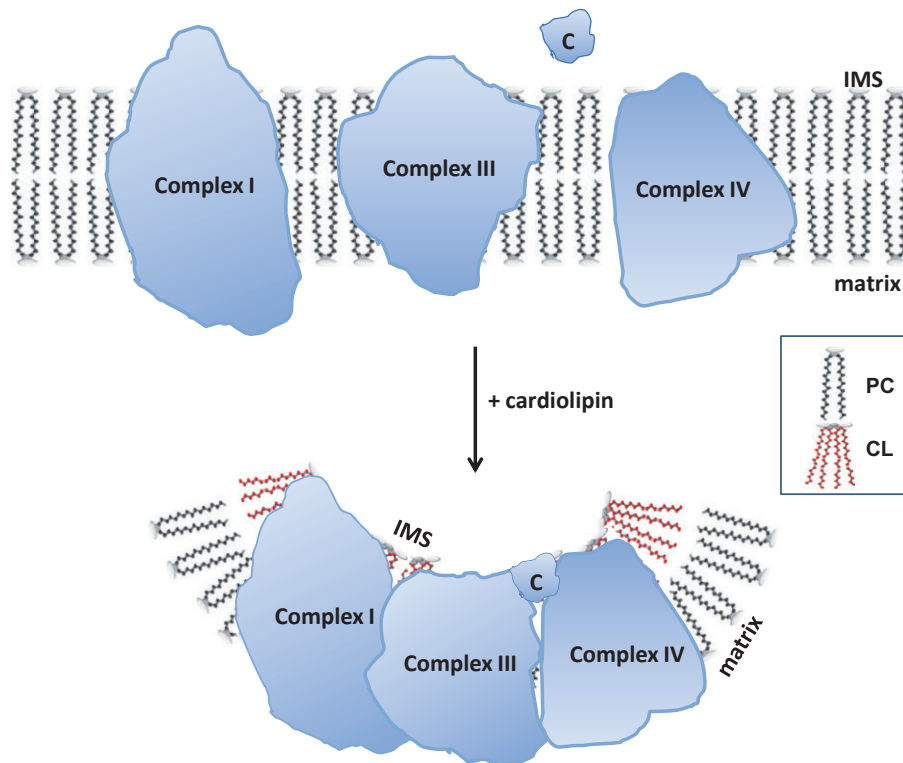 C
IMS
Complex I
Complex III
Complex IV
matrix
+ cardiolipin
PC
CL
IMS
C
Complex I
Complex III
Complex IV
matrix